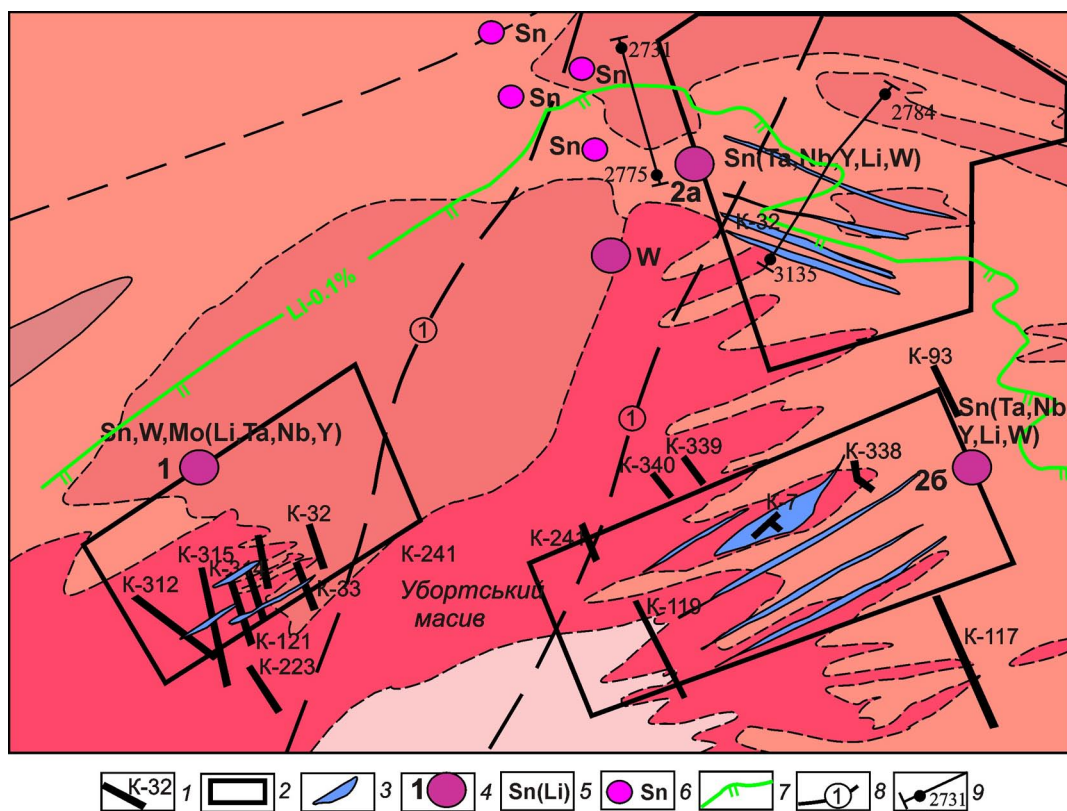 Sn
2731
Sn
Sn
2784
Sn
Sn(Ta,Nb,Y,Li,W)
2775
2а
К-32
W
3135
Li-0.1%
1
К-93
Sn(Ta,Nb
Y,Li,W)
Sn,W,Mo(Li,Ta,Nb,Y)
1
1
К-339
К-338
К-340
2б
К-7
К-32
К-241
К-315
К-241
К-312
К-33
Убортський
масив
К-119
К-121
К-117
К-223
К-32 1
2
3
1 4
Sn(Li) 5
Sn 6
7
1 8
2731 9